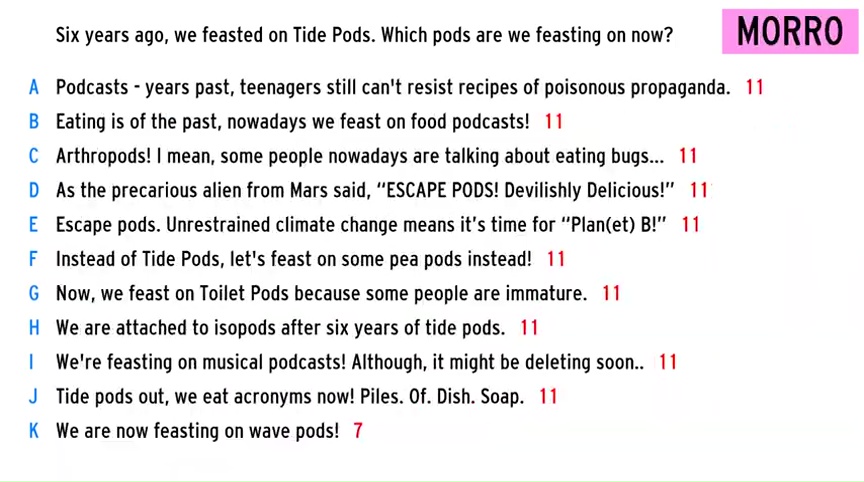 Six years ago, we feasted on Tide Pods. Which pods are we feasting on now?
MORRO
A Podcasts - years past, teenagers still can't resist recipes of poisonous propaganda. 11
B Eating is of the past, nowadays we feast on food podcasts! 11
C Arthropods! I mean, some people nowadays are talking about eating bugs... 11
D As the precarious alien from Mars said, “ESCAPE PODS! Devilishly Delicious!” 11
E Escape pods. Unrestrained climate change means it’s time for “Plan(et) B!” 11
F Instead of Tide Pods, let's feast on some pea pods instead! 11
G Now, we feast on Toilet Pods because some people are immature. 11
H We are attached to isopods after six years of tide pods. 11
I We're feasting on musical podcasts! Although, it might be deleting soon.. 11
J Tide pods out, we eat acronyms now! Piles. Of. Dish. Soap. 11
K We are now feasting on wave pods! 7